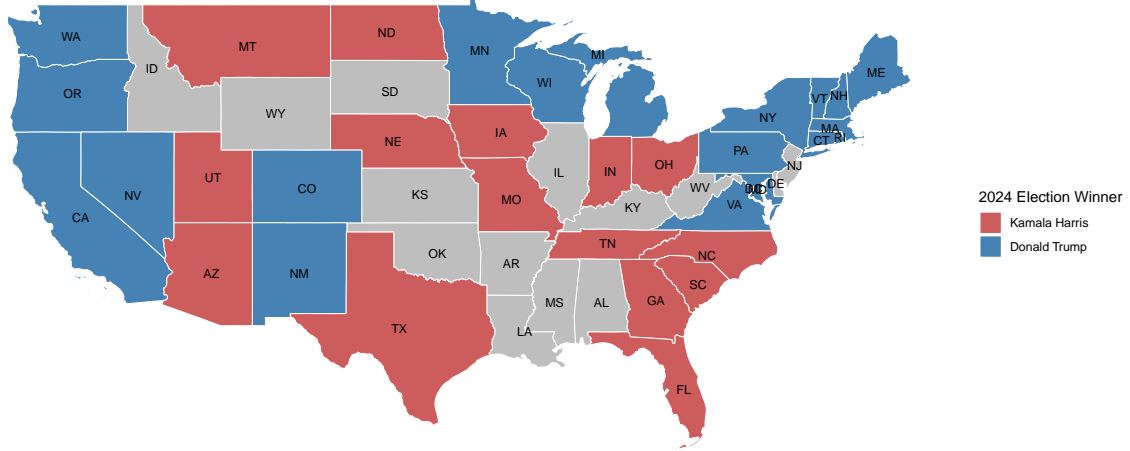 WA
MT
ND
MN
MI
ME
ID
OR
SD
WI
VT
NH
WY
NY
IA
MA
NE
CT
RI
PA
OH
UT
CO
NV
KS
IL
IN
NJ
WV
DE
MO
KY
VA
CA
TN
NC
OK
AR
AZ
NM
SC
MS
AL
GA
TX
LA
FL
2024 Election Winner
Kamala Harris
Donald Trump